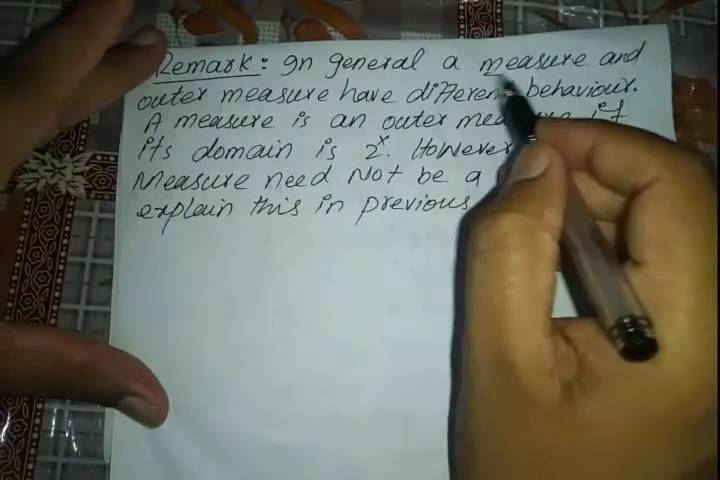 Remark: In general a measure and
outer measure have different behaviour.
A measure is an outer measure if
its domain is 2^x. However
Measure need Not be a
explain this in previous